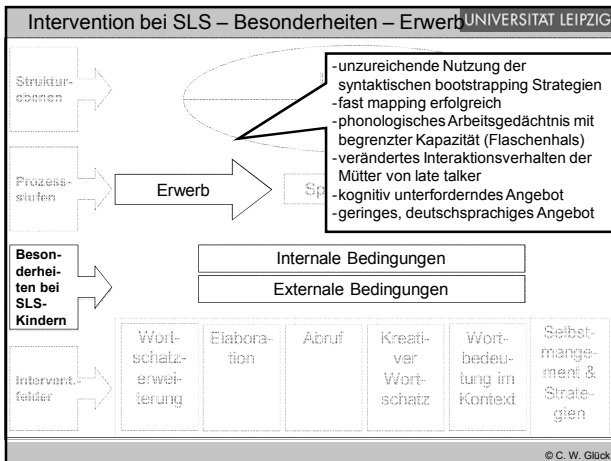 Intervention bei SLS – Besonderheiten – Erwerb
UNIVERSITÄT LEIPZIG
Struktur-
ebenen
-unzureichende Nutzung der
syntaktischen bootstrapping Strategien
-fast mapping erfolgreich
-phonologisches Arbeitsgedächtnis mit
begrenzter Kapazität (Flaschenhals)
-verändertes Interaktionsverhalten der
Mütter von late talker
-kognitiv unterforderndes Angebot
-geringes, deutschsprachiges Angebot
Prozess-
stufen
Erwerb
Beson-
derhei-
ten bei
SLS-
Kindern
Internale Bedingungen
Externale Bedingungen
Intervent.-
felder
Wort-
schatz-
erwei-
terung
Elabora-
tion
Abruf
Kreati-
ver
Wort-
schatz
Wort-
bedeu-
tung im
Kontext
Selbst-
mange-
ment &
Strate-
gien
© C. W. Glück